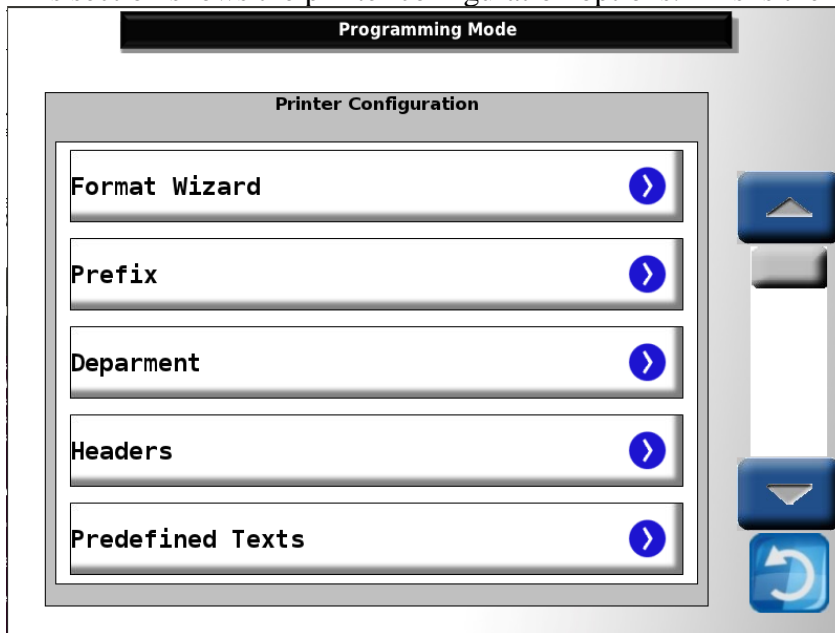 Programming Mode
Printer Configuration
Format Wizard
Prefix
Deparment
Headers
Predefined Texts